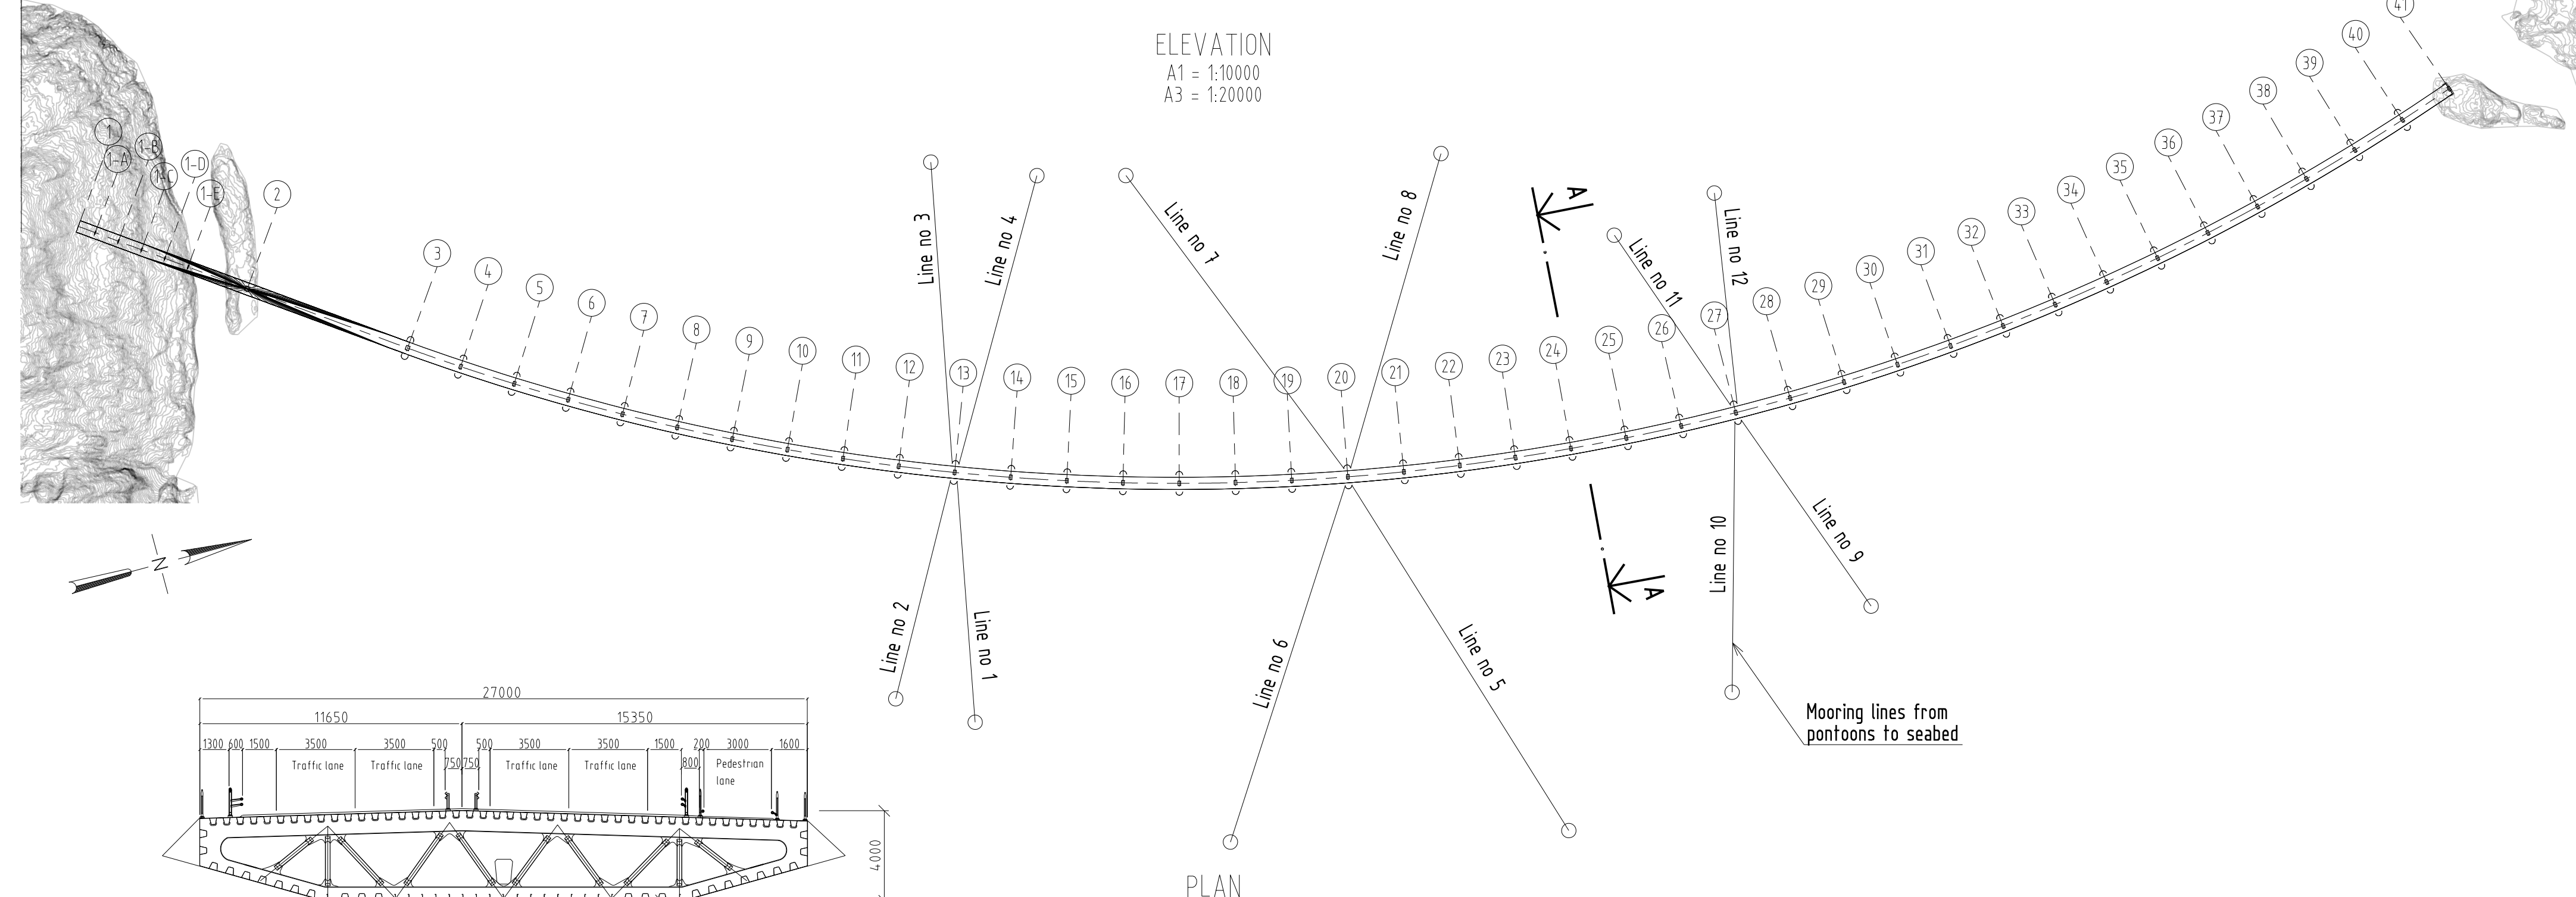 ELEVATION
A1 = 1:10000
A3 = 1:20000
1
1-A
1-B
1-C
1-D
1-E
2
3
4
5
6
7
8
9
10
11
12
13
14
15
16
17
18
19
20
21
22
23
24
25
26
27
28
29
30
31
32
33
34
35
36
37
38
39
40
41
Line no 3
Line no 4
Line no 7
Line no 8
Line no 11
Line no 12
A
A
Line no 2
Line no 1
Line no 6
Line no 5
Line no 10
Line no 9
N
Mooring lines from
pontoons to seabed
27000
11650 15350
1300 600 1500 3500 3500 500 500 3500 3500 1500 200 3000 1600
750 750 800
Traffic lane Traffic lane Traffic lane Traffic lane Pedestrian
lane
4000
PLAN